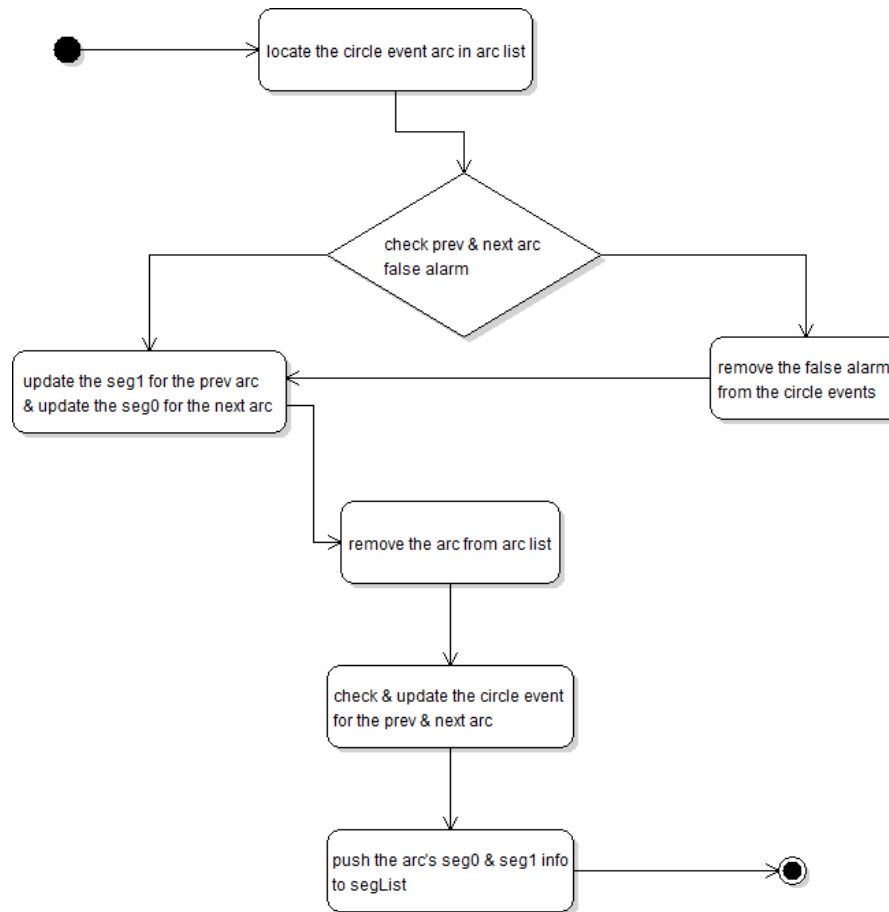 locate the circle event arc in arc list
check prev & next arc
false alarm
update the seg1 for the prev arc
& update the seg0 for the next arc
remove the false alarm
from the circle events
remove the arc from arc list
check & update the circle event
for the prev & next arc
push the arc's seg0 & seg1 info
to segList